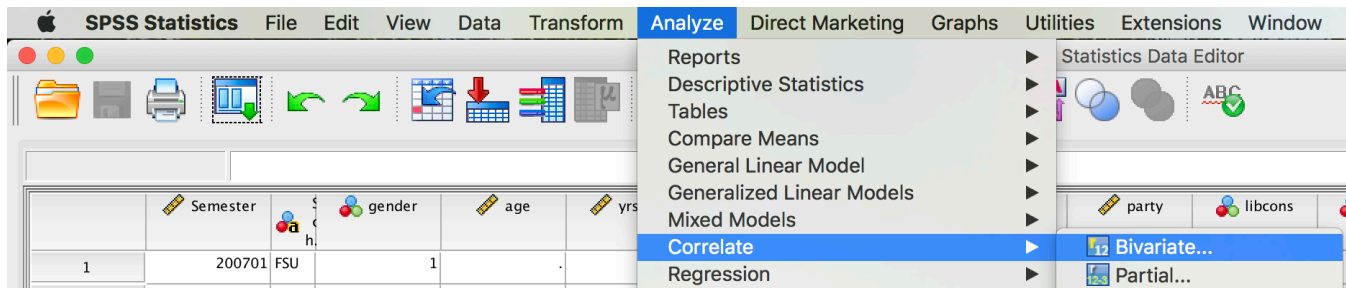 SPSS Statistics File Edit View Data Transform Analyze Direct Marketing Graphs Utilities Extensions Window
Statistics Data Editor
Reports
Descriptive Statistics
Tables
Compare Means
General Linear Model
Generalized Linear Models
Mixed Models
Correlate
Regression
Bivariate...
Partial...
ABC
Semester gender age yrs party libcons
1 200701 FSU 1 .